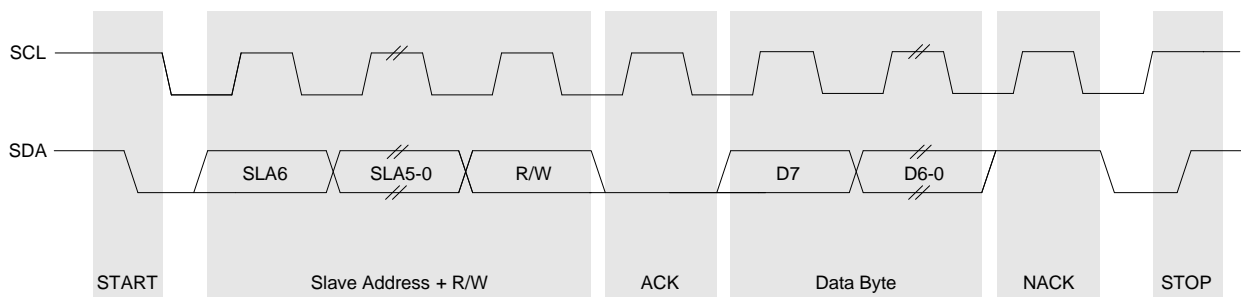 SCL
SDA
SLA6 SLA5-0 R/W D7 D6-0
START Slave Address + R/W ACK Data Byte NACK STOP